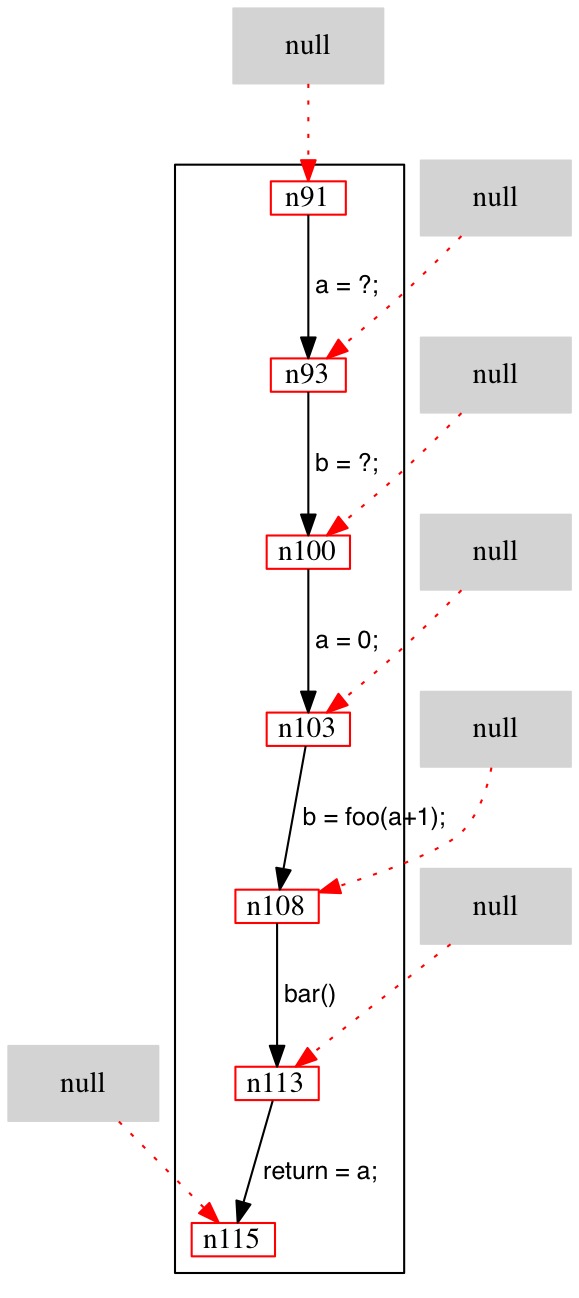 null
n91
null
a = ?;
n93
null
b = ?;
n100
null
a = 0;
n103
null
b = foo(a+1);
n108
null
bar()
n113
null
return = a;
n115